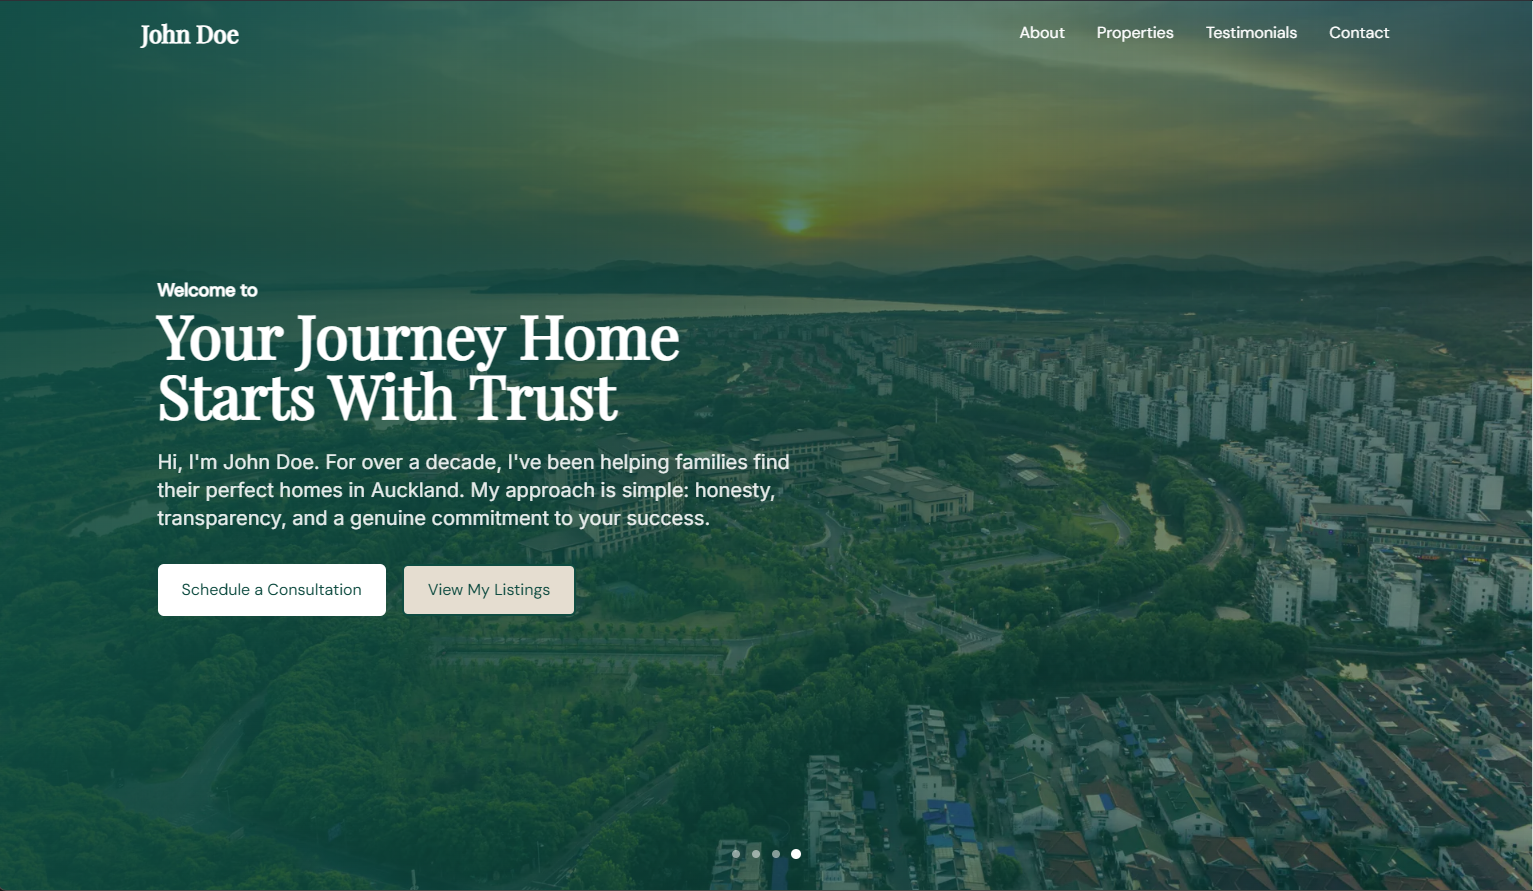 John Doe
About Properties Testimonials Contact
Welcome to
Your Journey Home
Starts With Trust
Hi, I'm John Doe. For over a decade, I've been helping families find
their perfect homes in Auckland. My approach is simple: honesty,
transparency, and a genuine commitment to your success.
Schedule a Consultation
View My Listings